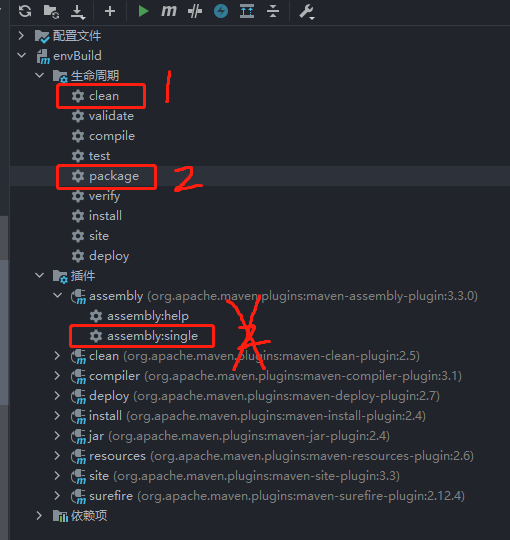 m
配置文件
envBuild
生命周期
clean 1
validate
compile
test
package 2
verify
install
site
deploy
插件
assembly (org.apache.maven.plugins:maven-assembly-plugin:3.3.0)
assembly:help
assembly:single
clean (org.apache.maven.plugins:maven-clean-plugin:2.5)
compiler (org.apache.maven.plugins:maven-compiler-plugin:3.1)
deploy (org.apache.maven.plugins:maven-deploy-plugin:2.7)
install (org.apache.maven.plugins:maven-install-plugin:2.4)
jar (org.apache.maven.plugins:maven-jar-plugin:2.4)
resources (org.apache.maven.plugins:maven-resources-plugin:2.6)
site (org.apache.maven.plugins:maven-site-plugin:3.3)
surefire (org.apache.maven.plugins:maven-surefire-plugin:2.12.4)
依赖项